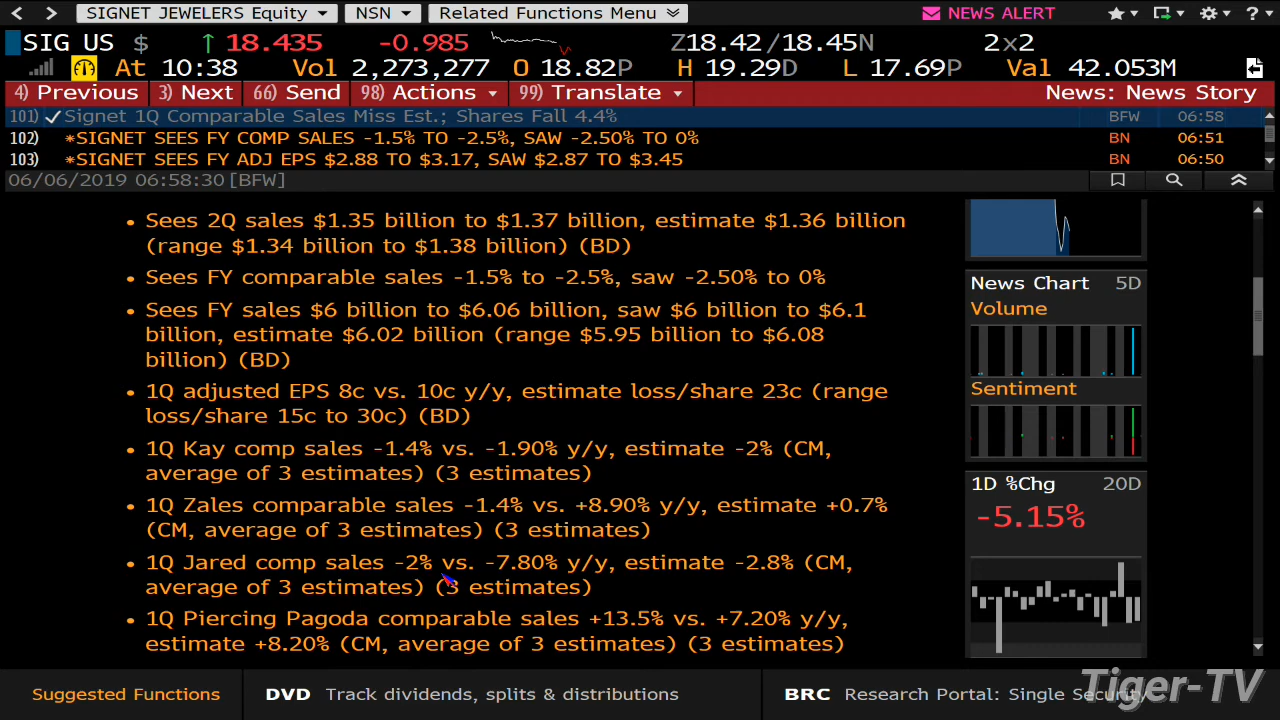 SIGNET JEWELERS Equity NSN Related Functions Menu NEWS ALERT ?
SIG US $ ↑ 18.435 -0.985 Z18.42/18.45N 2x2
At 10:38 Vol 2,273,277 O 18.82P H 19.29D L 17.69P Val 42.053M
4) Previous 3) Next 66) Send 98) Actions 99) Translate News: News Story
101) ✓Signet 1Q Comparable Sales Miss Est.; Shares Fall 4.4% BFW 06:58
102) *SIGNET SEES FY COMP SALES -1.5% TO -2.5%, SAW -2.50% TO 0% BN 06:51
103) *SIGNET SEES FY ADJ EPS $2.88 TO $3.17, SAW $2.87 TO $3.45 BN 06:50
06/06/2019 06:58:30[BFW]
• Sees 2Q sales $1.35 billion to $1.37 billion, estimate $1.36 billion
(range $1.34 billion to $1.38 billion) (BD)
• Sees FY comparable sales -1.5% to -2.5%, saw -2.50% to 0%
• Sees FY sales $6 billion to $6.06 billion, saw $6 billion to $6.1
billion, estimate $6.02 billion (range $5.95 billion to $6.08
billion) (BD)
• 1Q adjusted EPS 8c vs. 10c y/y, estimate loss/share 23c (range
loss/share 15c to 30c) (BD)
• 1Q Kay comp sales -1.4% vs. -1.90% y/y, estimate -2% (CM,
average of 3 estimates) (3 estimates)
• 1Q Zales comparable sales -1.4% vs. +8.90% y/y, estimate +0.7%
(CM, average of 3 estimates) (3 estimates)
• 1Q Jared comp sales -2% vs. -7.80% y/y, estimate -2.8% (CM,
average of 3 estimates) (3 estimates)
• 1Q Piercing Pagoda comparable sales +13.5% vs. +7.20% y/y,
estimate +8.20% (CM, average of 3 estimates) (3 estimates)
News Chart 5D
Volume
Sentiment
1D %Chg 20D
-5.15%
Suggested Functions DVD Track dividends, splits & distributions BRC Research Portal: Single Security
Tiger-TV